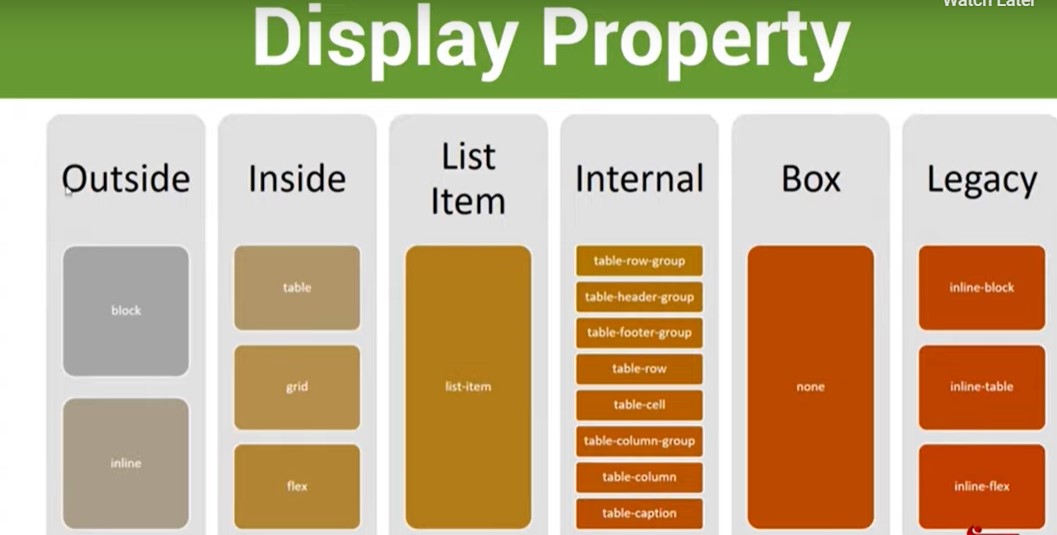 Watch Later
Display Property
Outside
block
inline
Inside
table
grid
flex
List
Item
list-item
Internal
table-row-group
table-header-group
table-footer-group
table-row
table-cell
table-column-group
table-column
table-caption
Box
none
Legacy
inline-block
inline-table
inline-flex